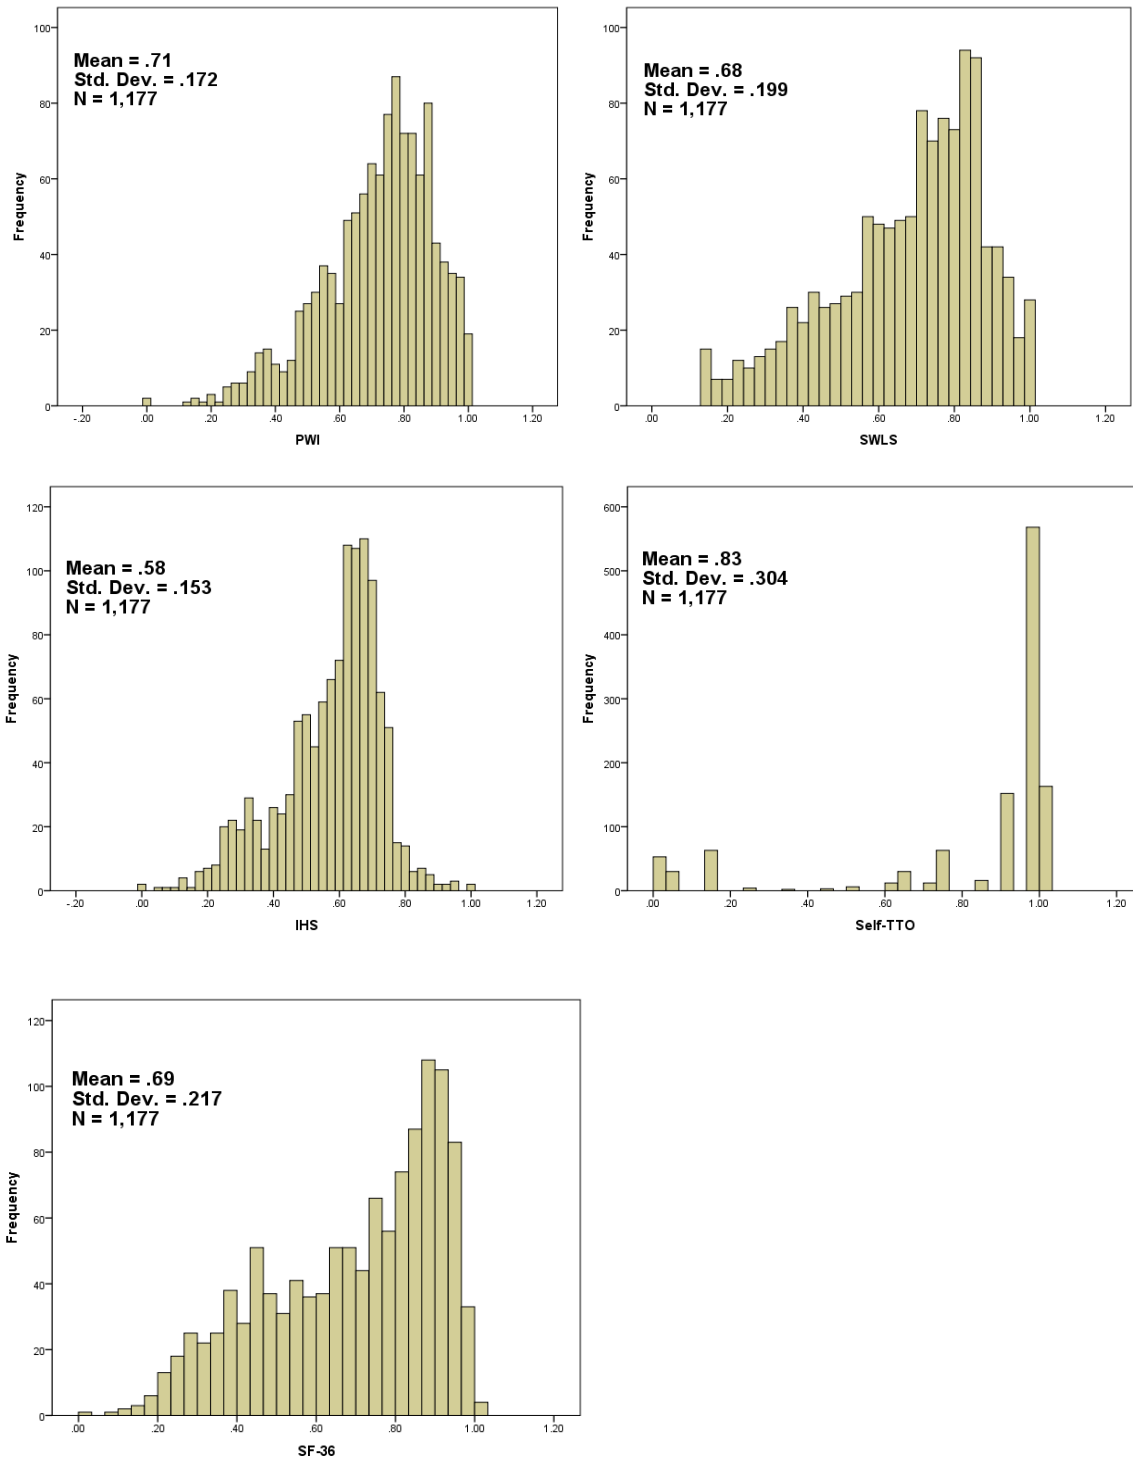 100
80
60
40
20
0
Frequency
Mean = .71
Std. Dev. = .172
N = 1,177
-.20 .00 .20 .40 .60 .80 1.00 1.20
PWI
100
80
60
40
20
0
Frequency
Mean = .68
Std. Dev. = .199
N = 1,177
.00 .20 .40 .60 .80 1.00 1.20
SWLS
120
100
80
60
40
20
0
Frequency
Mean = .58
Std. Dev. = .153
N = 1,177
-.20 .00 .20 .40 .60 .80 1.00 1.20
IHS
600
500
400
300
200
100
0
Frequency
Mean = .83
Std. Dev. = .304
N = 1,177
.00 .20 .40 .60 .80 1.00 1.20
Self-TTO
120
100
80
60
40
20
0
Frequency
Mean = .69
Std. Dev. = .217
N = 1,177
.00 .20 .40 .60 .80 1.00 1.20
SF-36